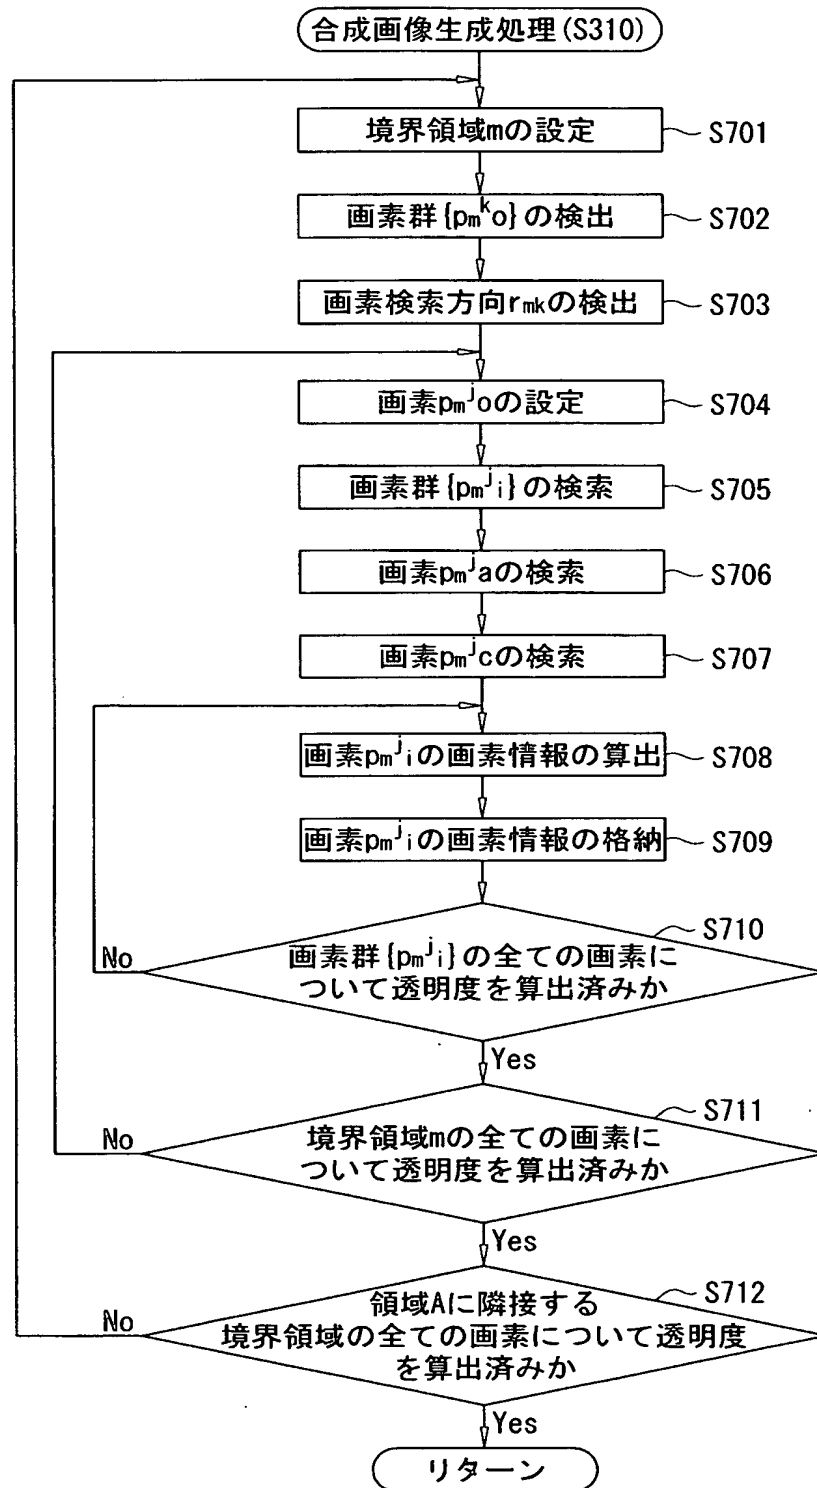 合成画像生成処理(S310)
境界領域mの設定
S701
画素群{pₘᵏo}の検出
S702
画素検索方向rₘₖの検出
S703
画素pₘʲoの設定
S704
画素群{pₘʲi}の検索
S705
画素pₘʲaの検索
S706
画素pₘʲcの検索
S707
画素pₘʲiの画素情報の算出
S708
画素pₘʲiの画素情報の格納
S709
S710
No
画素群{pₘʲi}の全ての画素に
ついて透明度を算出済みか
Yes
S711
No
境界領域mの全ての画素に
ついて透明度を算出済みか
Yes
S712
No
領域Aに隣接する
境界領域の全ての画素について透明度
を算出済みか
Yes
リターン